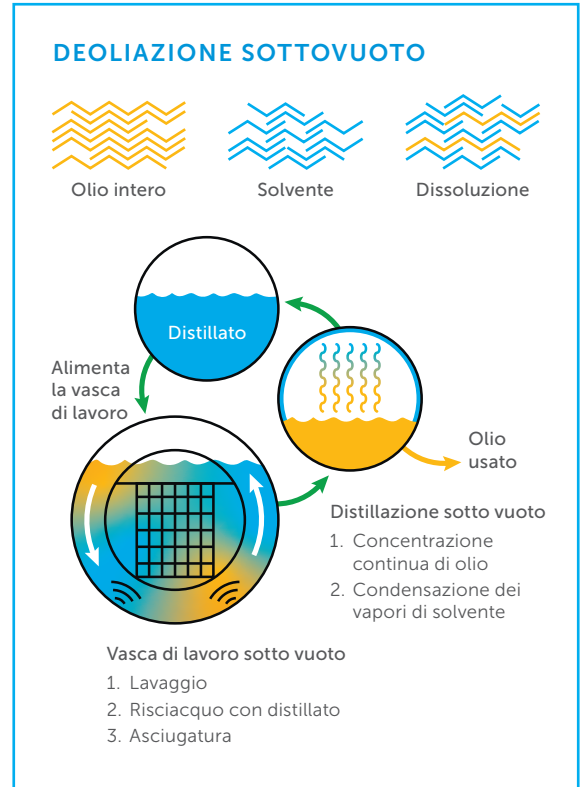 DEOLIAZIONE SOTTOVUOTO
Olio intero
Solvente
Dissoluzione
Distillato
Alimenta
la vasca
di lavoro
Olio
usato
Distillazione sotto vuoto
1. Concentrazione
continua di olio
2. Condensazione dei
vapori di solvente
Vasca di lavoro sotto vuoto
1. Lavaggio
2. Risciacquo con distillato
3. Asciugatura